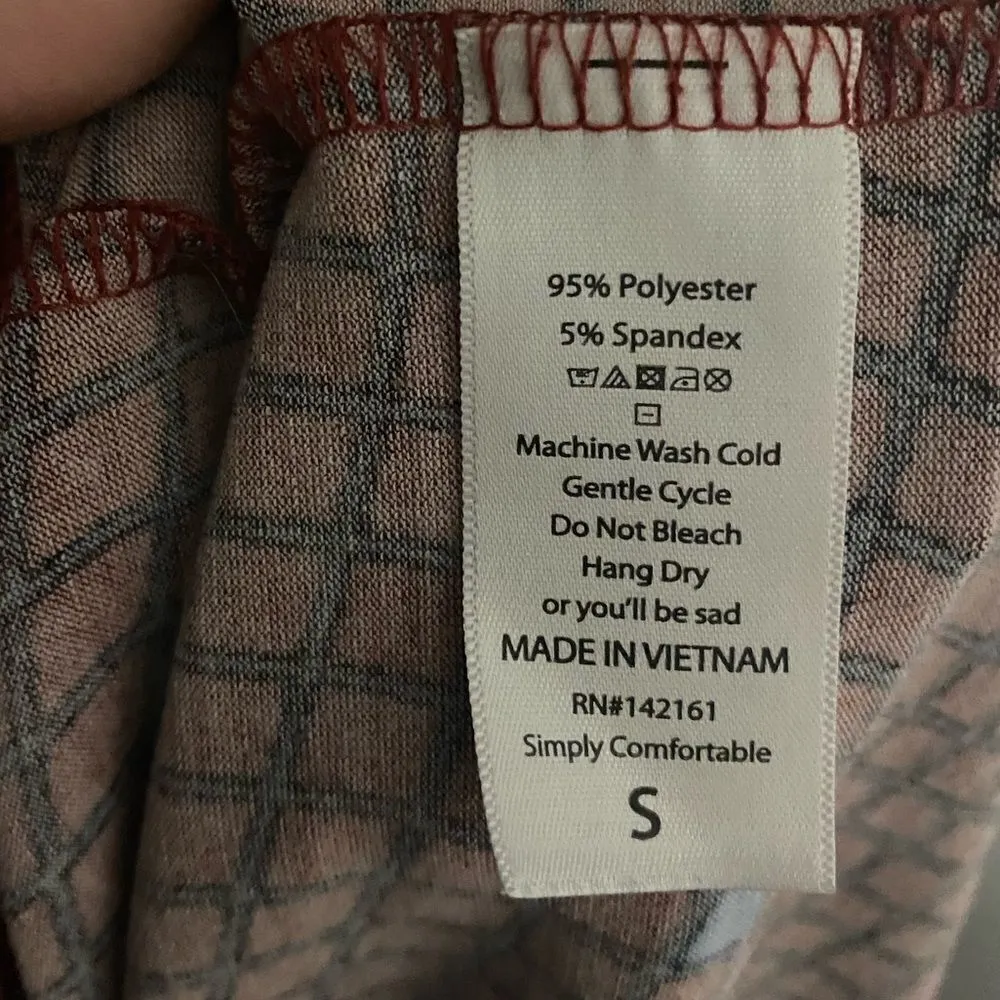 95% Polyester
5% Spandex
Machine Wash Cold
Gentle Cycle
Do Not Bleach
Hang Dry
or you'll be sad
MADE IN VIETNAM
RN#142161
Simply Comfortable
S